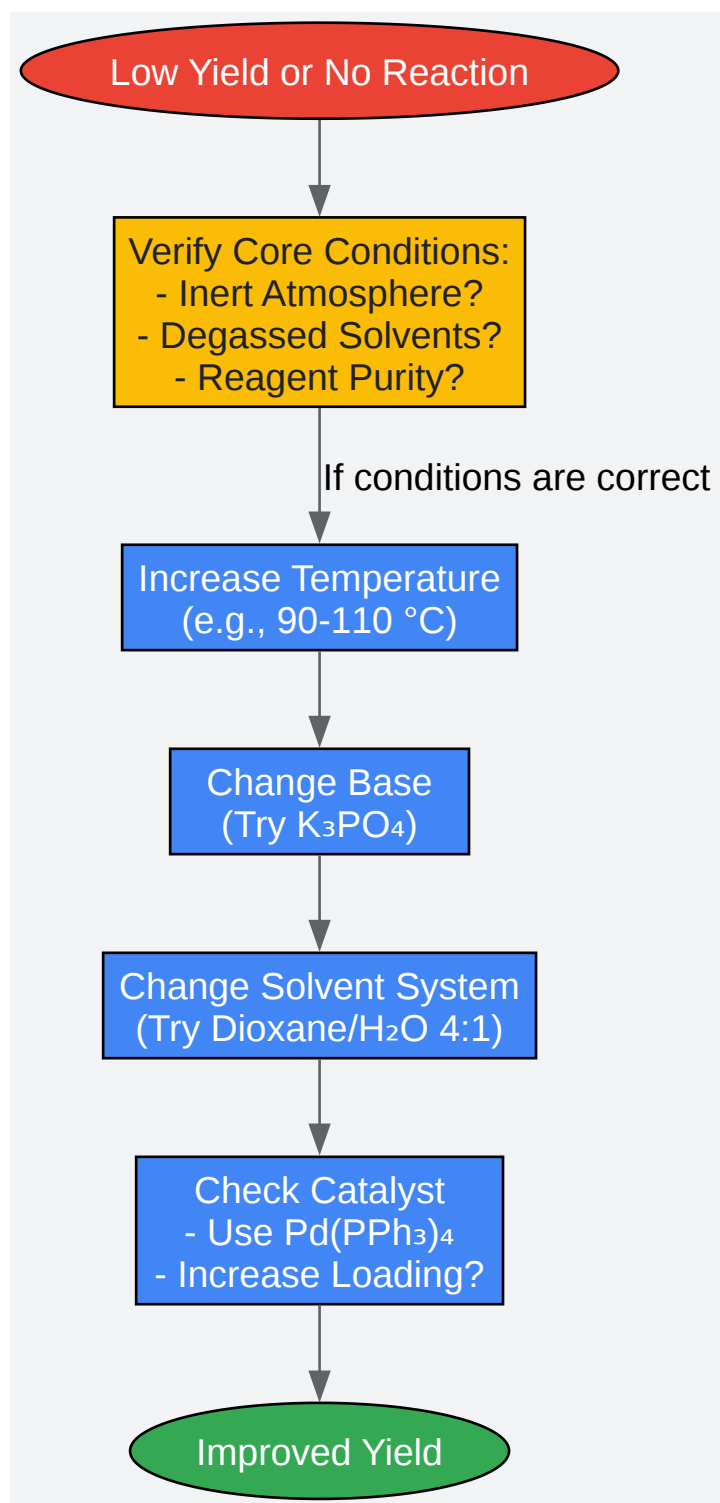 Low Yield or No Reaction
Verify Core Conditions:
- Inert Atmosphere?
- Degassed Solvents?
- Reagent Purity?
If conditions are correct
Increase Temperature
(e.g., 90-110 °C)
Change Base
(Try K₃PO₄)
Change Solvent System
(Try Dioxane/H₂O 4:1)
Check Catalyst
- Use Pd(PPh₃)₄
- Increase Loading?
Improved Yield